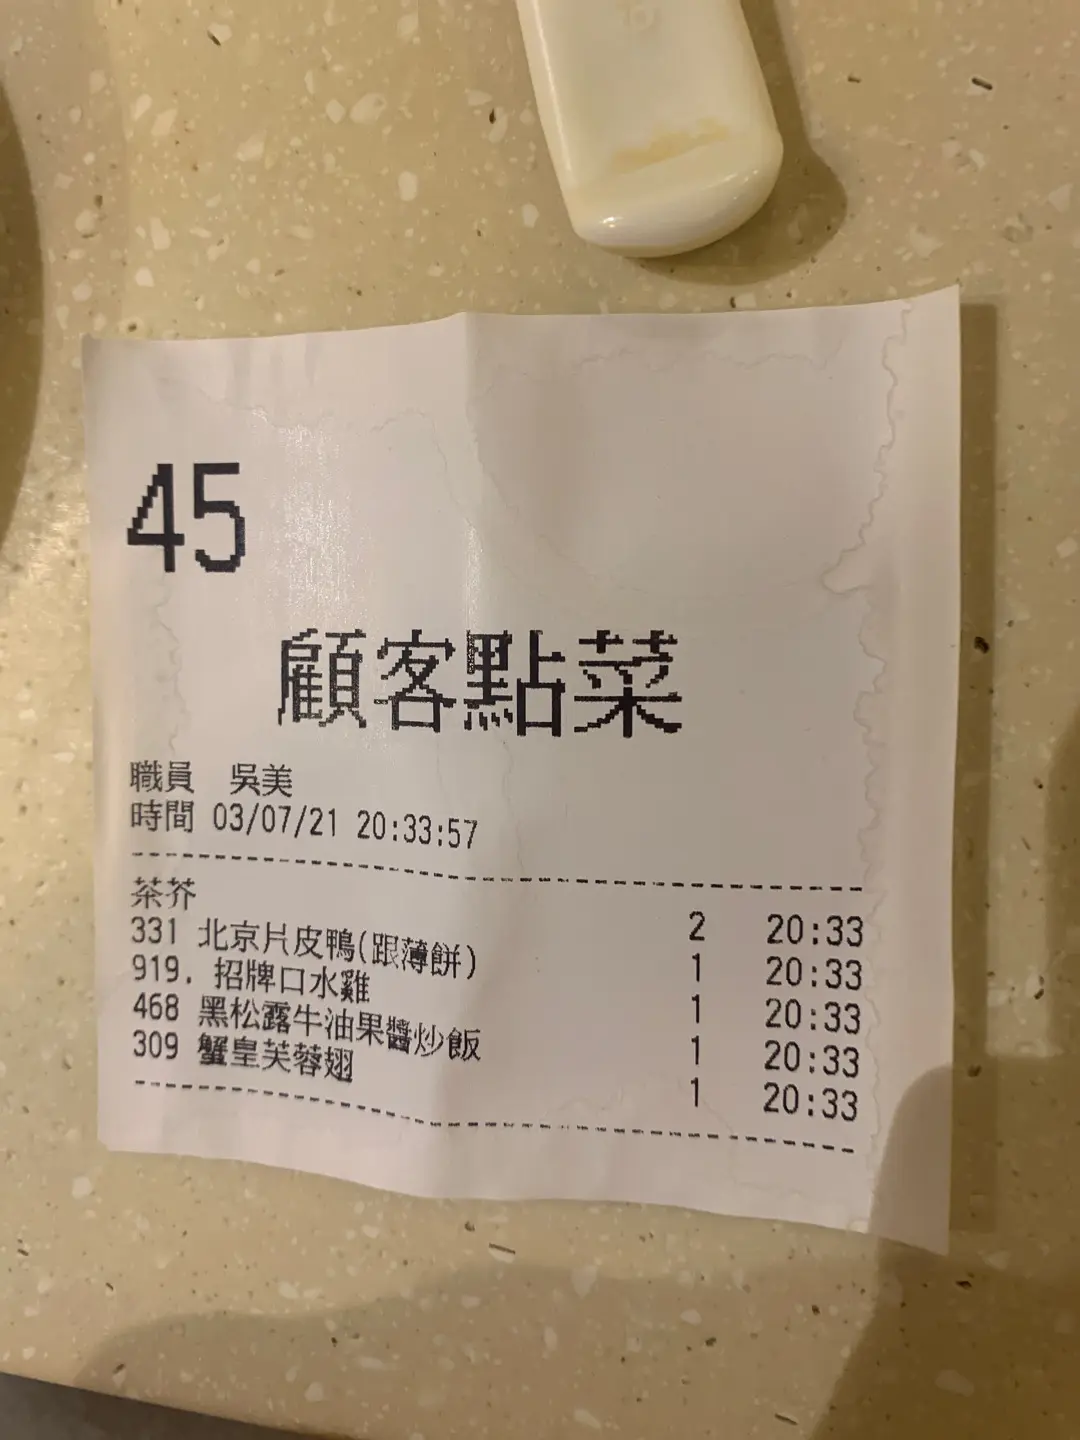 45
顧客點菜
職員 吳美
時間 03/07/21 20:33:57
茶芥 2 20:33
331 北京片皮鴨(跟薄餅) 1 20:33
919. 招牌口水雞 1 20:33
468 黑松露牛油果醬炒飯 1 20:33
309 蟹皇芙蓉翅 1 20:33